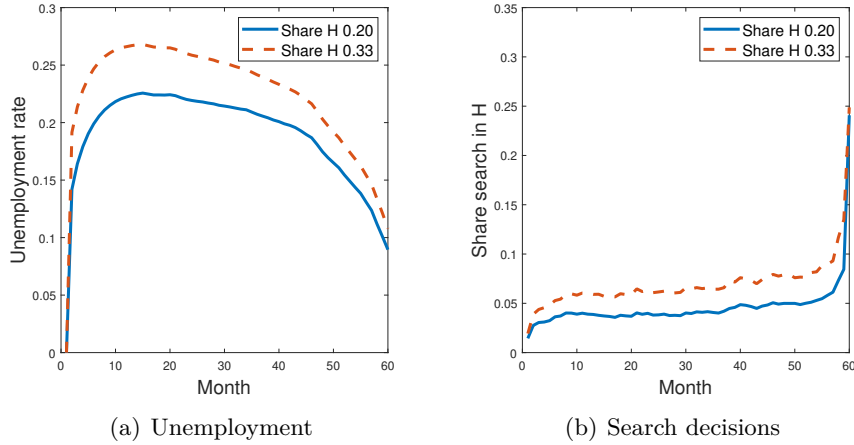 Share H 0.20
Share H 0.33
Unemployment rate
0.3
0.25
0.2
0.15
0.1
0.05
0
0
10
20
30
40
50
60
Month
(a) Unemployment
Share H 0.20
Share H 0.33
Share search in H
0.35
0.3
0.25
0.2
0.15
0.1
0.05
0
0
10
20
30
40
50
60
Month
(b) Search decisions